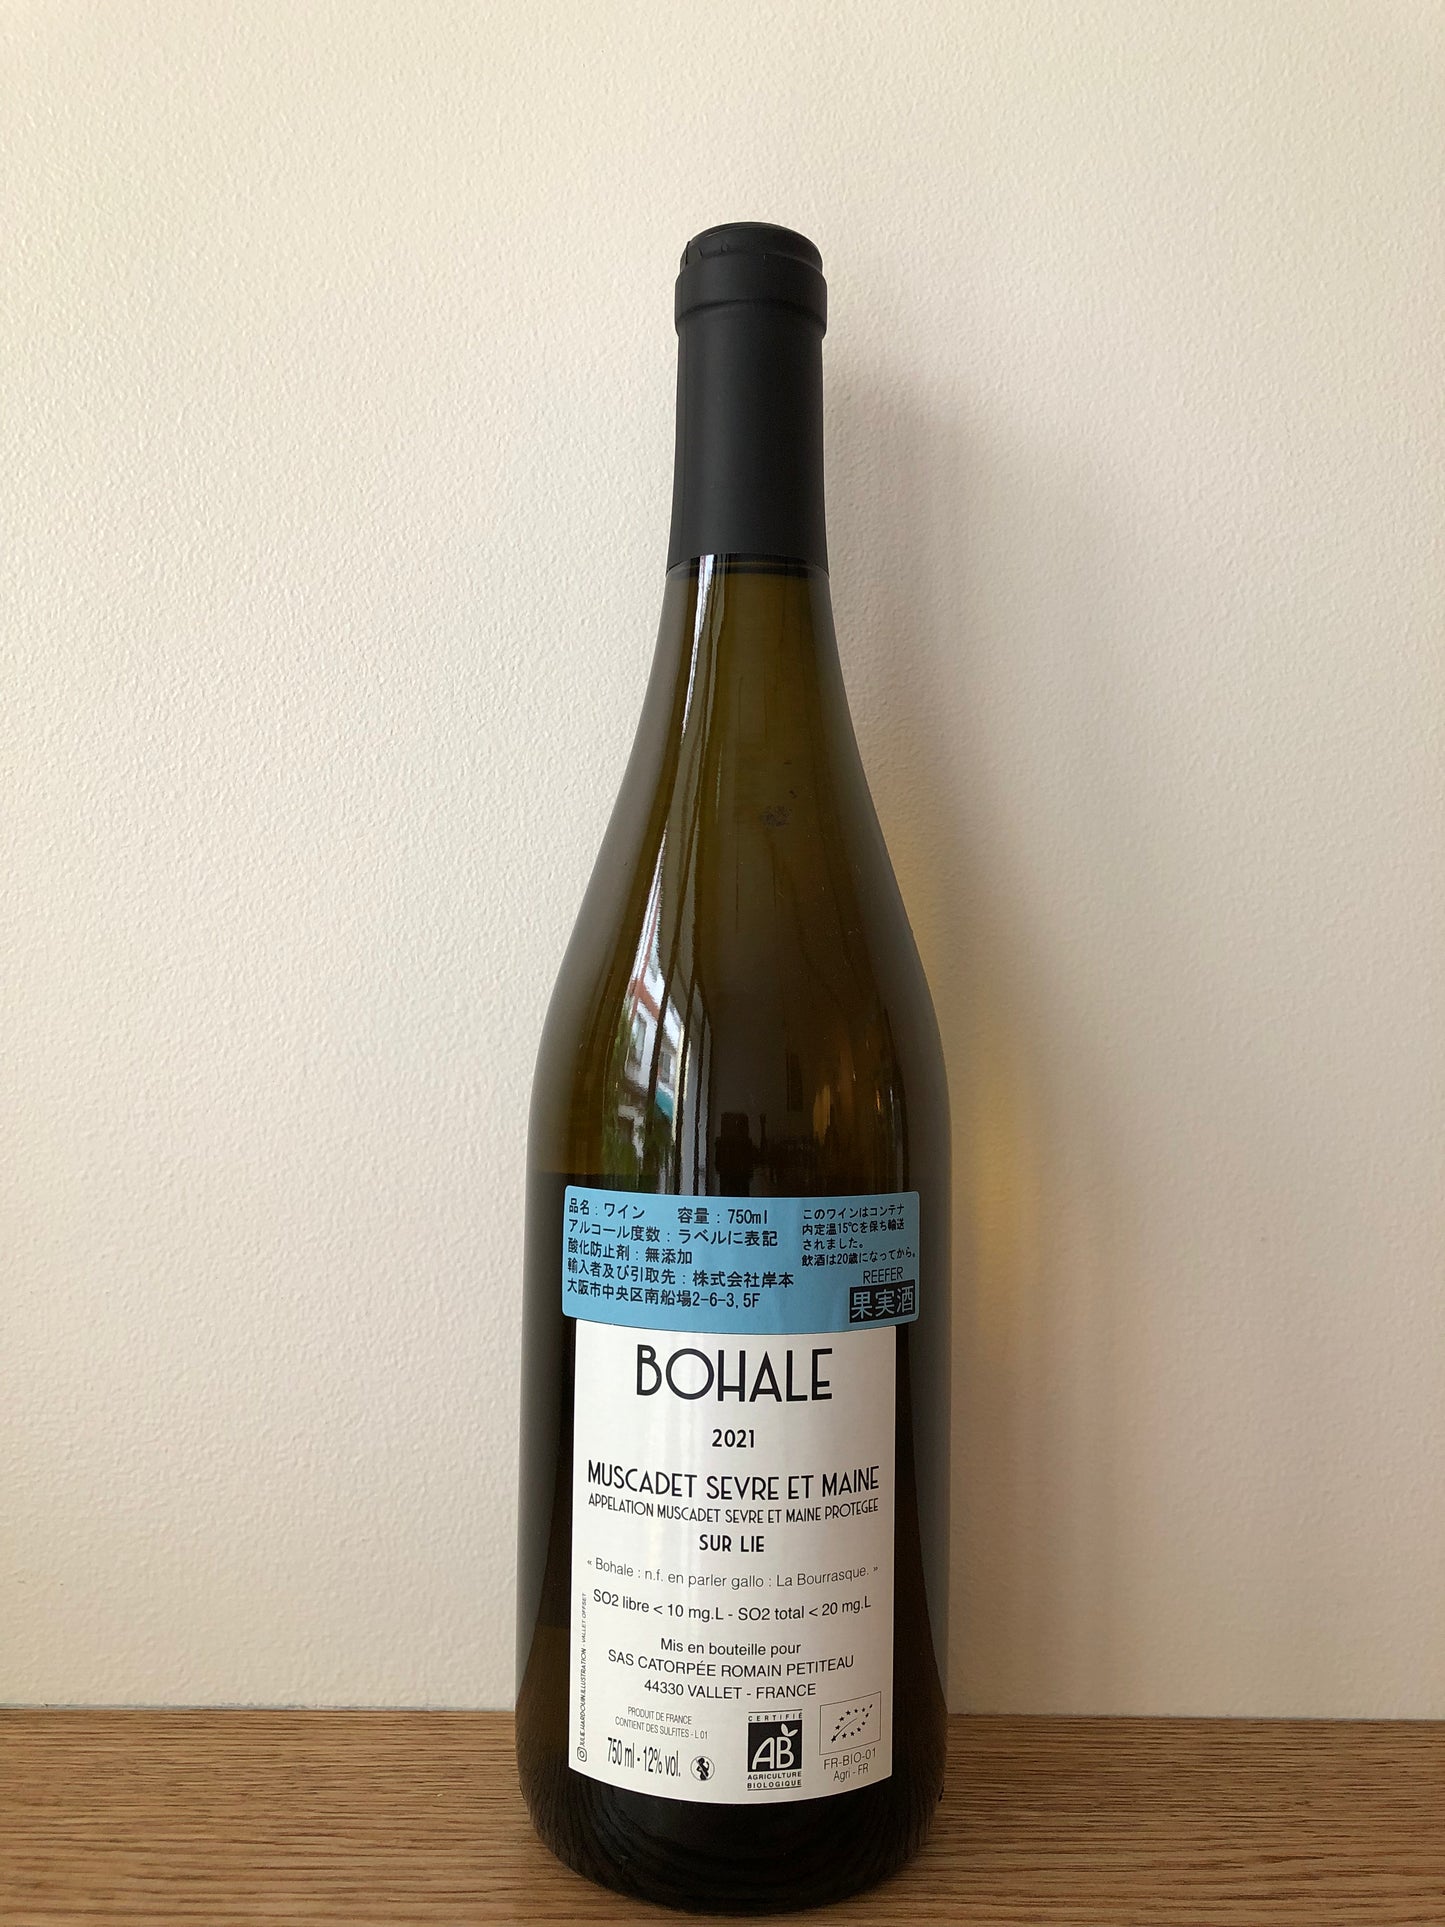 品名：ワイン　容量：750ml
アルコール度数：ラベルに表記
酸化防止剤：無添加
輸入者及び引取先：株式会社岸本
大阪市中央区南船場2-6-3,5F
このワインはコンテナ
内定温15℃を保ち輸送
されました。
飲酒は20歳になってから。
REEFER
果実酒
BOHALE
2021
MUSCADET SEVRE ET MAINE
APPELATION MUSCADET SEVRE ET MAINE PROTEGEE
SUR LIE
« Bohale : n.f. en parler gallo : La Bourrasque. »
SO2 libre < 10 mg.L - SO2 total < 20 mg.L
Mis en bouteille pour
SAS CATORPÉE ROMAIN PETITEAU
44330 VALLET - FRANCE
PRODUIT DE FRANCE
CONTIENT DES SULFITES - L 01
750 ml - 12% vol.
CERTIFIÉ
AB
AGRICULTURE
BIOLOGIQUE
FR-BIO-01
Agri - FR
JULIE.HARDOUIN.ILLUSTRATION - VALLET OFFSET